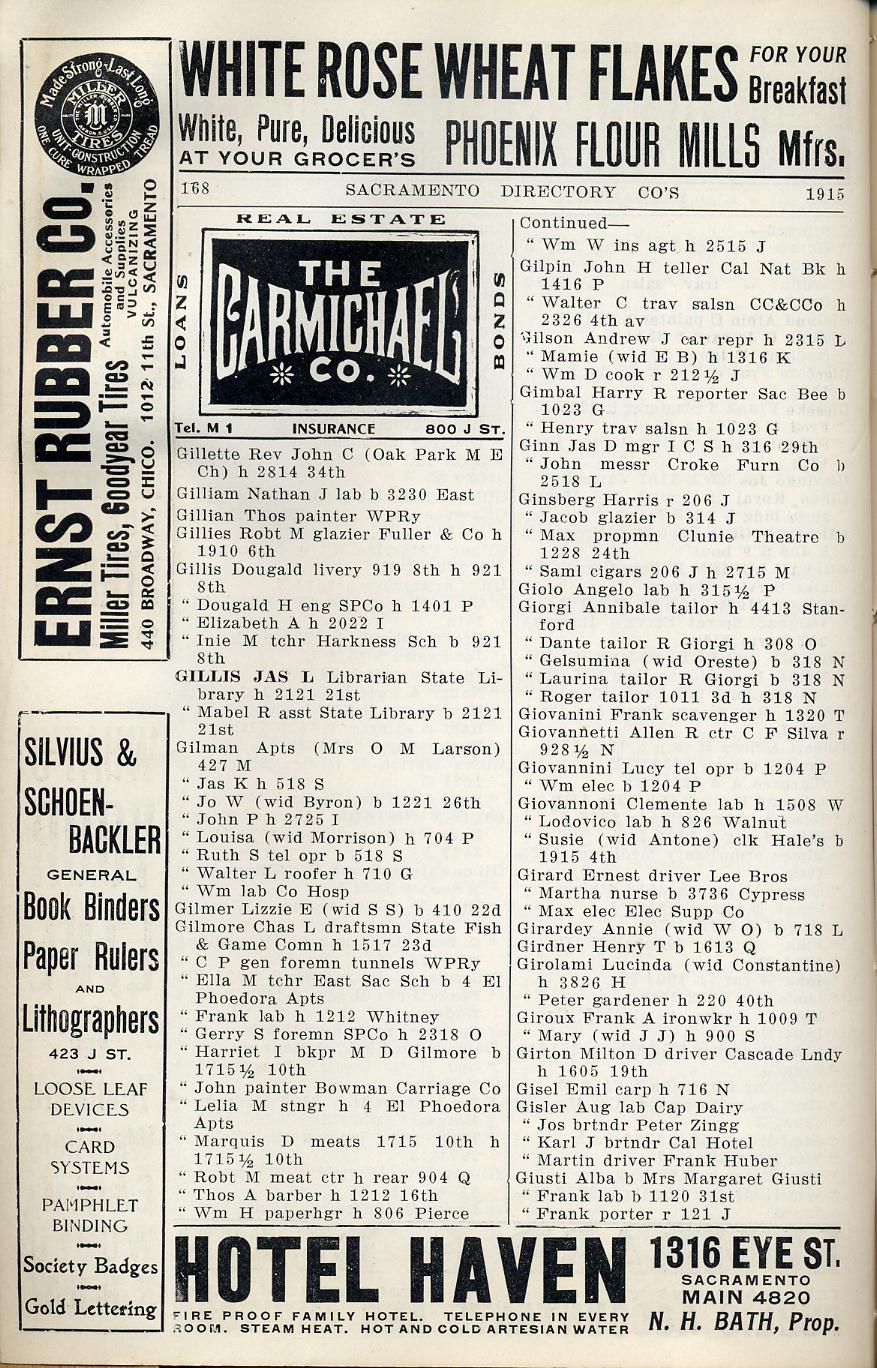 WHITE ROSE WHEAT FLAKES FOR YOUR Breakfast
White, Pure, Delicious
AT YOUR GROCER'S
PHOENIX FLOUR MILLS Mfrs.
168 SACRAMENTO DIRECTORY CO'S 1915
Made Strong-Last Long
MILLER
M
TIRES
UNIT-CONSTRUCTION
ONE CURE WRAPPED TREAD
ERNST RUBBER CO.
Automobile Accessories
and Supplies
VULCANIZING
Miller Tires, Goodyear Tires
440 BROADWAY, CHICO. 1012 11th St., SACRAMENTO
SILVIUS &
SCHOEN-
BACKLER
GENERAL
Book Binders
Paper Rulers
AND
Lithographers
423 J ST.
LOOSE LEAF
DEVICES
CARD
SYSTEMS
PAMPHLET
BINDING
Society Badges
Gold Lettering
REAL ESTATE
LOANS
THE
CARMICHAEL
CO.
BONDS
Tel. M 1 INSURANCE 800 J ST.
Gillette Rev John C (Oak Park M E
Ch) h 2814 34th
Gilliam Nathan J lab b 3230 East
Gillian Thos painter WPRy
Gillies Robt M glazier Fuller & Co h
1910 6th
Gillis Dougald livery 919 8th h 921
8th
" Dougald H eng SPCo h 1401 P
" Elizabeth A h 2022 I
" Inie M tchr Harkness Sch b 921
8th
GILLIS JAS L Librarian State Li-
brary h 2121 21st
" Mabel R asst State Library b 2121
21st
Gilman Apts (Mrs O M Larson)
427 M
" Jas K h 518 S
" Jo W (wid Byron) b 1221 26th
" John P h 2725 I
" Louisa (wid Morrison) h 704 P
" Ruth S tel opr b 518 S
" Walter L roofer h 710 G
" Wm lab Co Hosp
Gilmer Lizzie E (wid S S) b 410 22d
Gilmore Chas L draftsmn State Fish
& Game Comn h 1517 23d
" C P gen foremn tunnels WPRy
" Ella M tchr East Sac Sch b 4 El
Phoedora Apts
" Frank lab h 1212 Whitney
" Gerry S foremn SPCo h 2318 O
" Harriet I bkpr M D Gilmore b
1715½ 10th
" John painter Bowman Carriage Co
" Lelia M stngr h 4 El Phoedora
Apts
" Marquis D meats 1715 10th h
1715½ 10th
" Robt M meat ctr h rear 904 Q
" Thos A barber h 1212 16th
" Wm H paperhgr h 806 Pierce
Continued—
" Wm W ins agt h 2515 J
Gilpin John H teller Cal Nat Bk h
1416 P
" Walter C trav salsn CC&CCo h
2326 4th av
Gilson Andrew J car repr h 2315 L
" Mamie (wid E B) h 1316 K
" Wm D cook r 212½ J
Gimbal Harry R reporter Sac Bee b
1023 G
" Henry trav salsn h 1023 G
Ginn Jas D mgr I C S h 316 29th
" John messr Croke Furn Co b
2518 L
Ginsberg Harris r 206 J
" Jacob glazier b 314 J
" Max propmn Clunie Theatre b
1228 24th
" Saml cigars 206 J h 2715 M
Giolo Angelo lab h 315½ P
Giorgi Annibale tailor h 4413 Stan-
ford
" Dante tailor R Giorgi h 308 O
" Gelsumina (wid Oreste) b 318 N
" Laurina tailor R Giorgi b 318 N
" Roger tailor 1011 3d h 318 N
Giovanini Frank scavenger h 1320 T
Giovannetti Allen R ctr C F Silva r
928½ N
Giovannini Lucy tel opr b 1204 P
" Wm elec b 1204 P
Giovannoni Clemente lab h 1508 W
" Lodovico lab h 826 Walnut
" Susie (wid Antone) clk Hale's b
1915 4th
Girard Ernest driver Lee Bros
" Martha nurse b 3736 Cypress
" Max elec Elec Supp Co
Girardey Annie (wid W O) b 718 L
Girdner Henry T b 1613 Q
Girolami Lucinda (wid Constantine)
h 3826 H
" Peter gardener h 220 40th
Giroux Frank A ironwkr h 1009 T
" Mary (wid J J) h 900 S
Girton Milton D driver Cascade Lndy
h 1605 19th
Gisel Emil carp h 716 N
Gisler Aug lab Cap Dairy
" Jos brtndr Peter Zingg
" Karl J brtndr Cal Hotel
" Martin driver Frank Huber
Giusti Alba b Mrs Margaret Giusti
" Frank lab b 1120 31st
" Frank porter r 121 J
HOTEL HAVEN
FIRE PROOF FAMILY HOTEL. TELEPHONE IN EVERY
ROOM. STEAM HEAT. HOT AND COLD ARTESIAN WATER
1316 EYE ST.
SACRAMENTO
MAIN 4820
N. H. BATH, Prop.